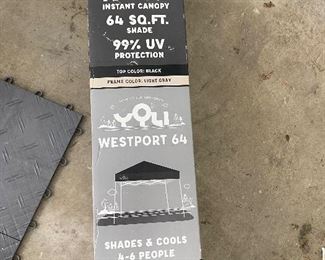 INSTANT CANOPY
64 SQ.FT.
SHADE
99% UV
PROTECTION
TOP COLOR: BLACK
FRAME COLOR: LIGHT GRAY
YOLI
WESTPORT 64
SHADES & COOLS
4-6 PEOPLE